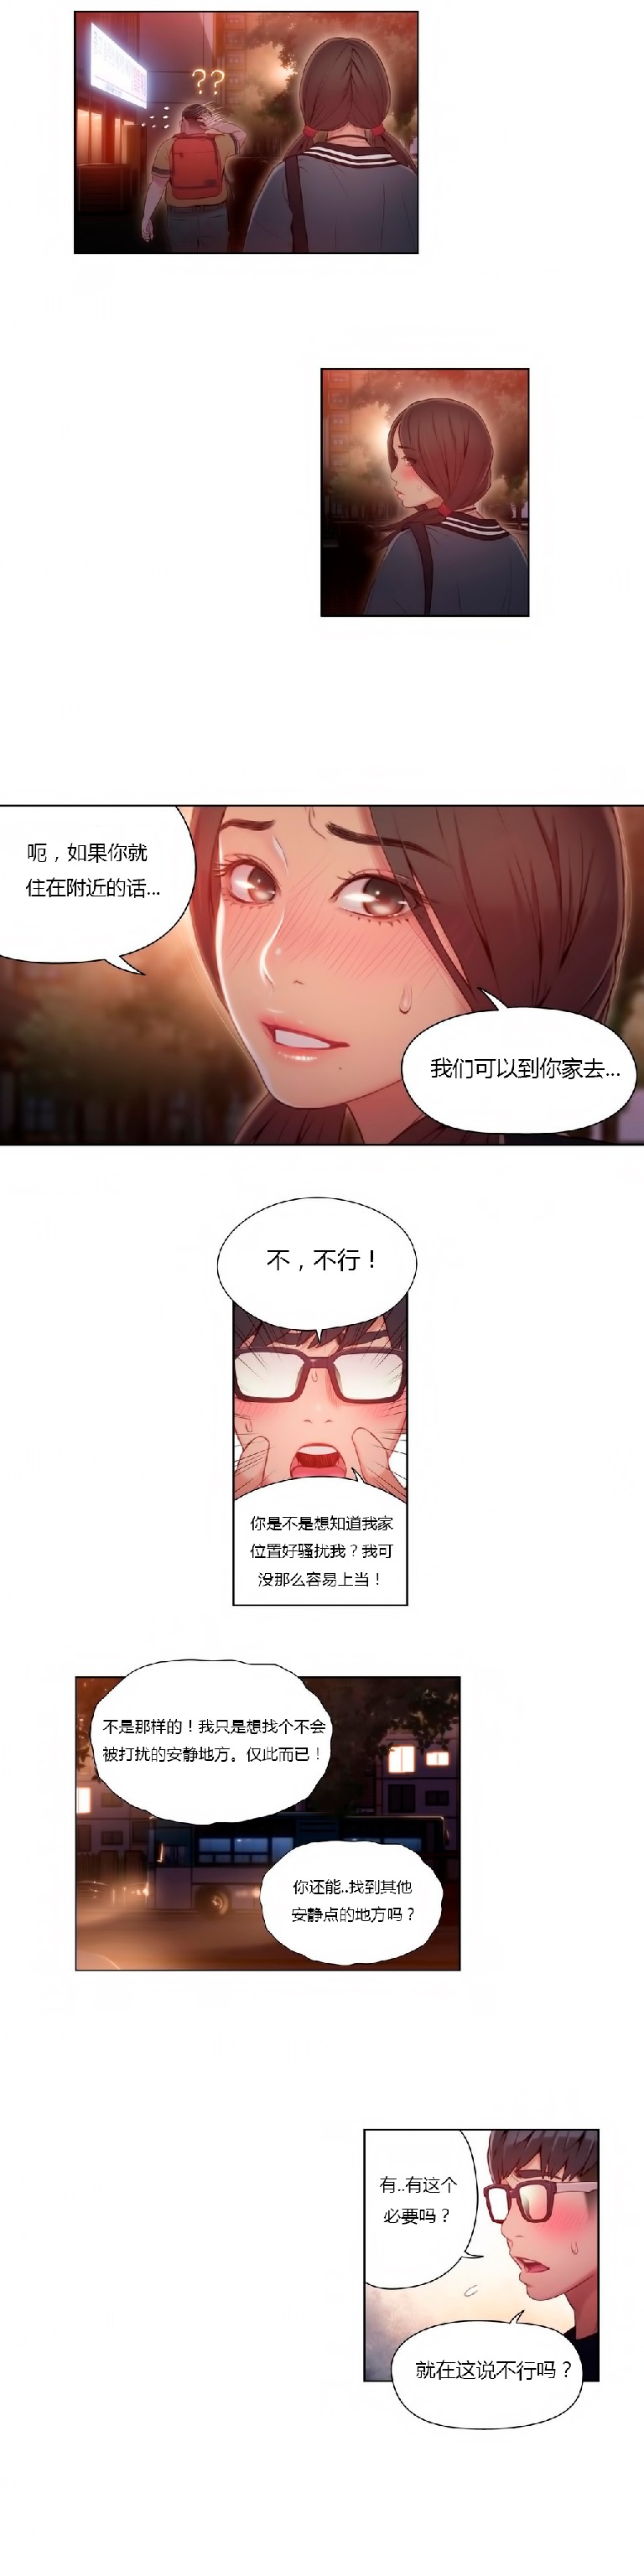 ??
呃，如果你就
住在附近的话...
我们可以到你家去...
不，不行！
你是不是想知道我家
位置好骚扰我？我可
没那么容易上当！
不是那样的！我只是想找个不会
被打扰的安静地方。仅此而已！
你还能..找到其他
安静点的地方吗？
有..有这个
必要吗？
就在这说不行吗？